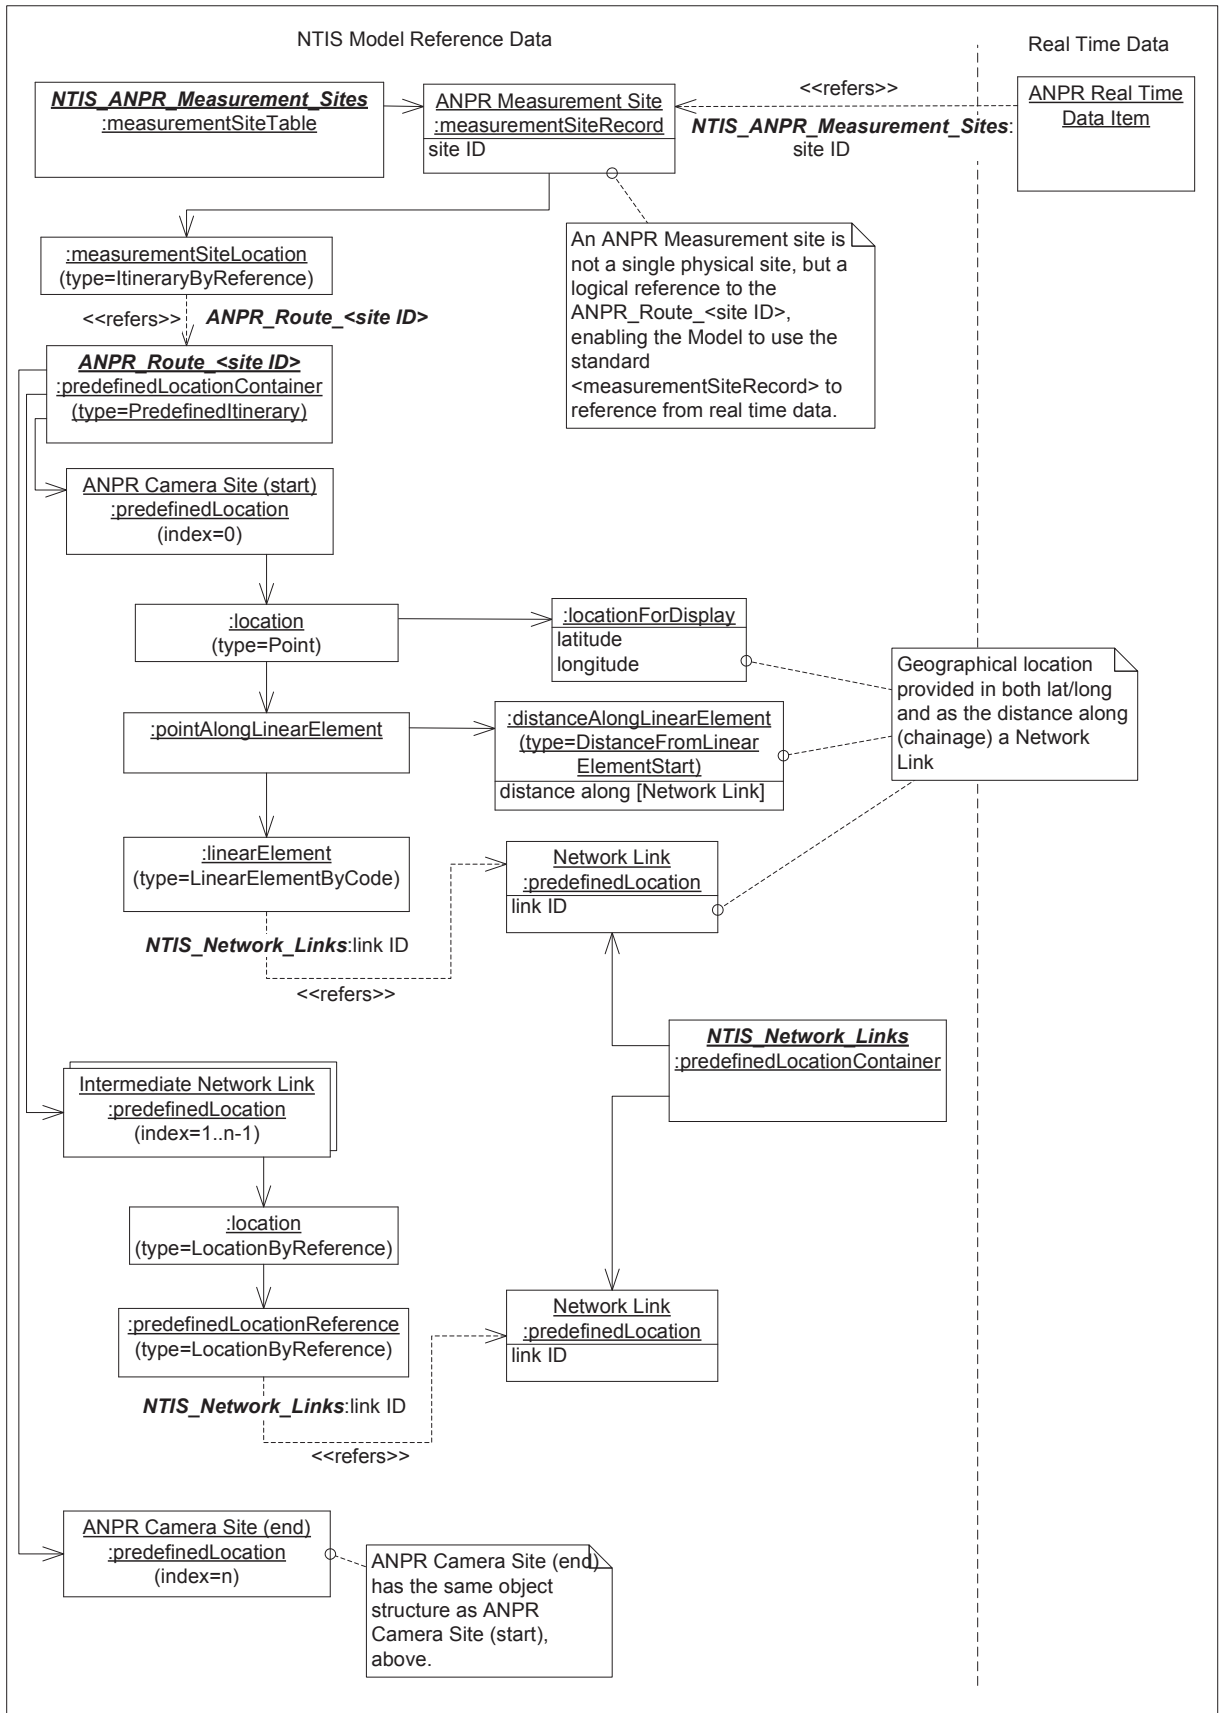 NTIS Model Reference Data
Real Time Data
NTIS_ANPR_Measurement_Sites
:measurementSiteTable
ANPR Measurement Site
:measurementSiteRecord
site ID
<<refers>>
NTIS_ANPR_Measurement_Sites:
site ID
ANPR Real Time
Data Item
An ANPR Measurement site is
not a single physical site, but a
logical reference to the
ANPR_Route_<site ID>,
enabling the Model to use the
standard
<measurementSiteRecord> to
reference from real time data.
:measurementSiteLocation
(type=ItineraryByReference)
<<refers>>
ANPR_Route_<site ID>
ANPR_Route_<site ID>
:predefinedLocationContainer
(type=PredefinedItinerary)
ANPR Camera Site (start)
:predefinedLocation
(index=0)
:location
(type=Point)
:locationForDisplay
latitude
longitude
Geographical location
provided in both lat/long
and as the distance along
(chainage) a Network
Link
:pointAlongLinearElement
:distanceAlongLinearElement
(type=DistanceFromLinear
ElementStart)
distance along [Network Link]
:linearElement
(type=LinearElementByCode)
Network Link
:predefinedLocation
link ID
NTIS_Network_Links:link ID
<<refers>>
NTIS_Network_Links
:predefinedLocationContainer
Intermediate Network Link
:predefinedLocation
(index=1..n-1)
:location
(type=LocationByReference)
:predefinedLocationReference
(type=LocationByReference)
Network Link
:predefinedLocation
link ID
NTIS_Network_Links:link ID
<<refers>>
ANPR Camera Site (end)
:predefinedLocation
(index=n)
ANPR Camera Site (end)
has the same object
structure as ANPR
Camera Site (start),
above.